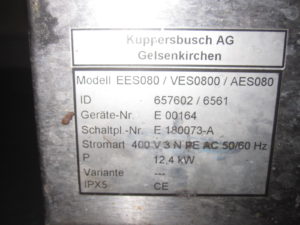 Kuppersbusch AG
Gelsenkirchen
Modell EES080 / VES0800 / AES080
ID 657602 / 6561
Geräte-Nr. E 00164
Schaltpl.-Nr. E 180073-A
Stromart 400 V 3 N PE AC 50/60 Hz
P 12,4 kW
Variante ---
IPX5 CE